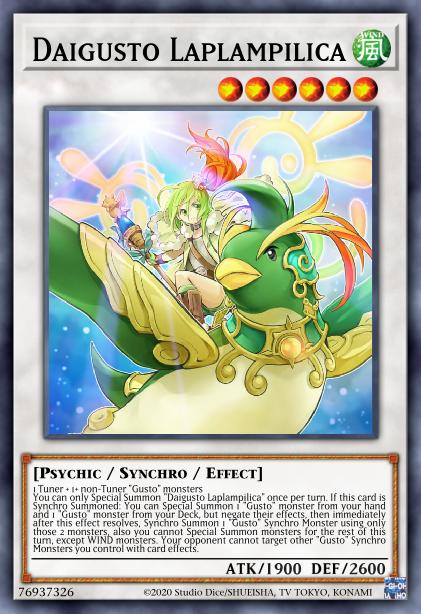 DAIGUSTO LAPLAMPILICA
WIND
風
[PSYCHIC / SYNCHRO / EFFECT]
1 Tuner + 1+ non-Tuner "Gusto" monsters
You can only Special Summon "Daigusto Laplampilica" once per turn. If this card is
Synchro Summoned: You can Special Summon 1 "Gusto" monster from your hand
and 1 "Gusto" monster from your Deck, but negate their effects, then immediately
after this effect resolves, Synchro Summon 1 "Gusto" Synchro Monster using only
those 2 monsters, also you cannot Special Summon monsters for the rest of this
turn, except WIND monsters. Your opponent cannot target other "Gusto" Synchro
Monsters you control with card effects.
ATK/1900 DEF/2600
76937326
©2020 Studio Dice/SHUEISHA, TV TOKYO, KONAMI